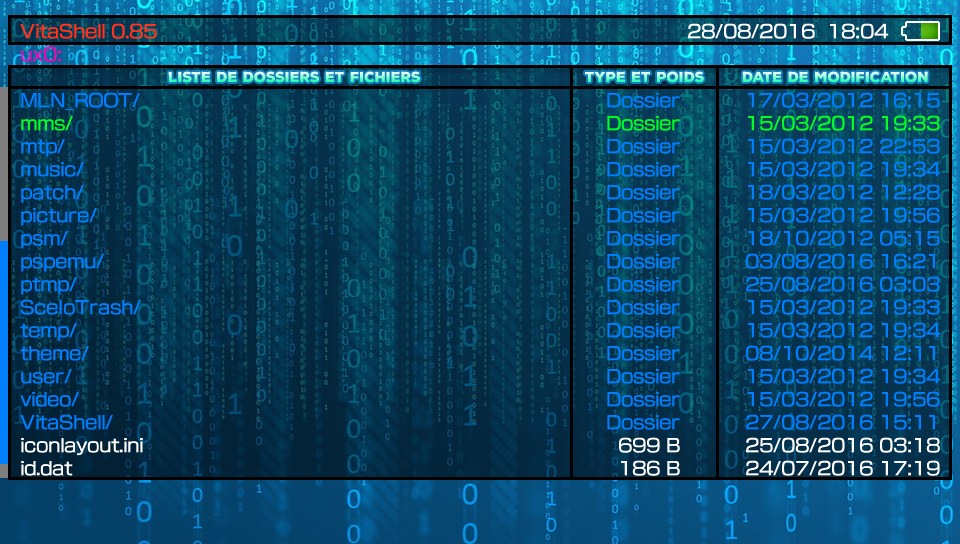 VitaShell 0.85 28/08/2016 18:04
ux0:
LISTE DE DOSSIERS ET FICHIERS TYPE ET POIDS DATE DE MODIFICATION
MLN_ROOT/ Dossier 17/03/2012 16:15
mms/ Dossier 15/03/2012 19:33
mtp/ Dossier 15/03/2012 22:53
music/ Dossier 15/03/2012 19:34
patch/ Dossier 18/03/2012 12:28
picture/ Dossier 15/03/2012 19:56
psm/ Dossier 18/10/2012 05:15
pspemu/ Dossier 03/08/2016 16:21
ptmp/ Dossier 25/08/2016 03:03
SceIoTrash/ Dossier 15/03/2012 19:33
temp/ Dossier 15/03/2012 19:34
theme/ Dossier 08/10/2014 12:11
user/ Dossier 15/03/2012 19:34
video/ Dossier 15/03/2012 19:56
VitaShell/ Dossier 27/08/2016 15:11
iconlayout.ini 699 B 25/08/2016 03:18
id.dat 186 B 24/07/2016 17:19